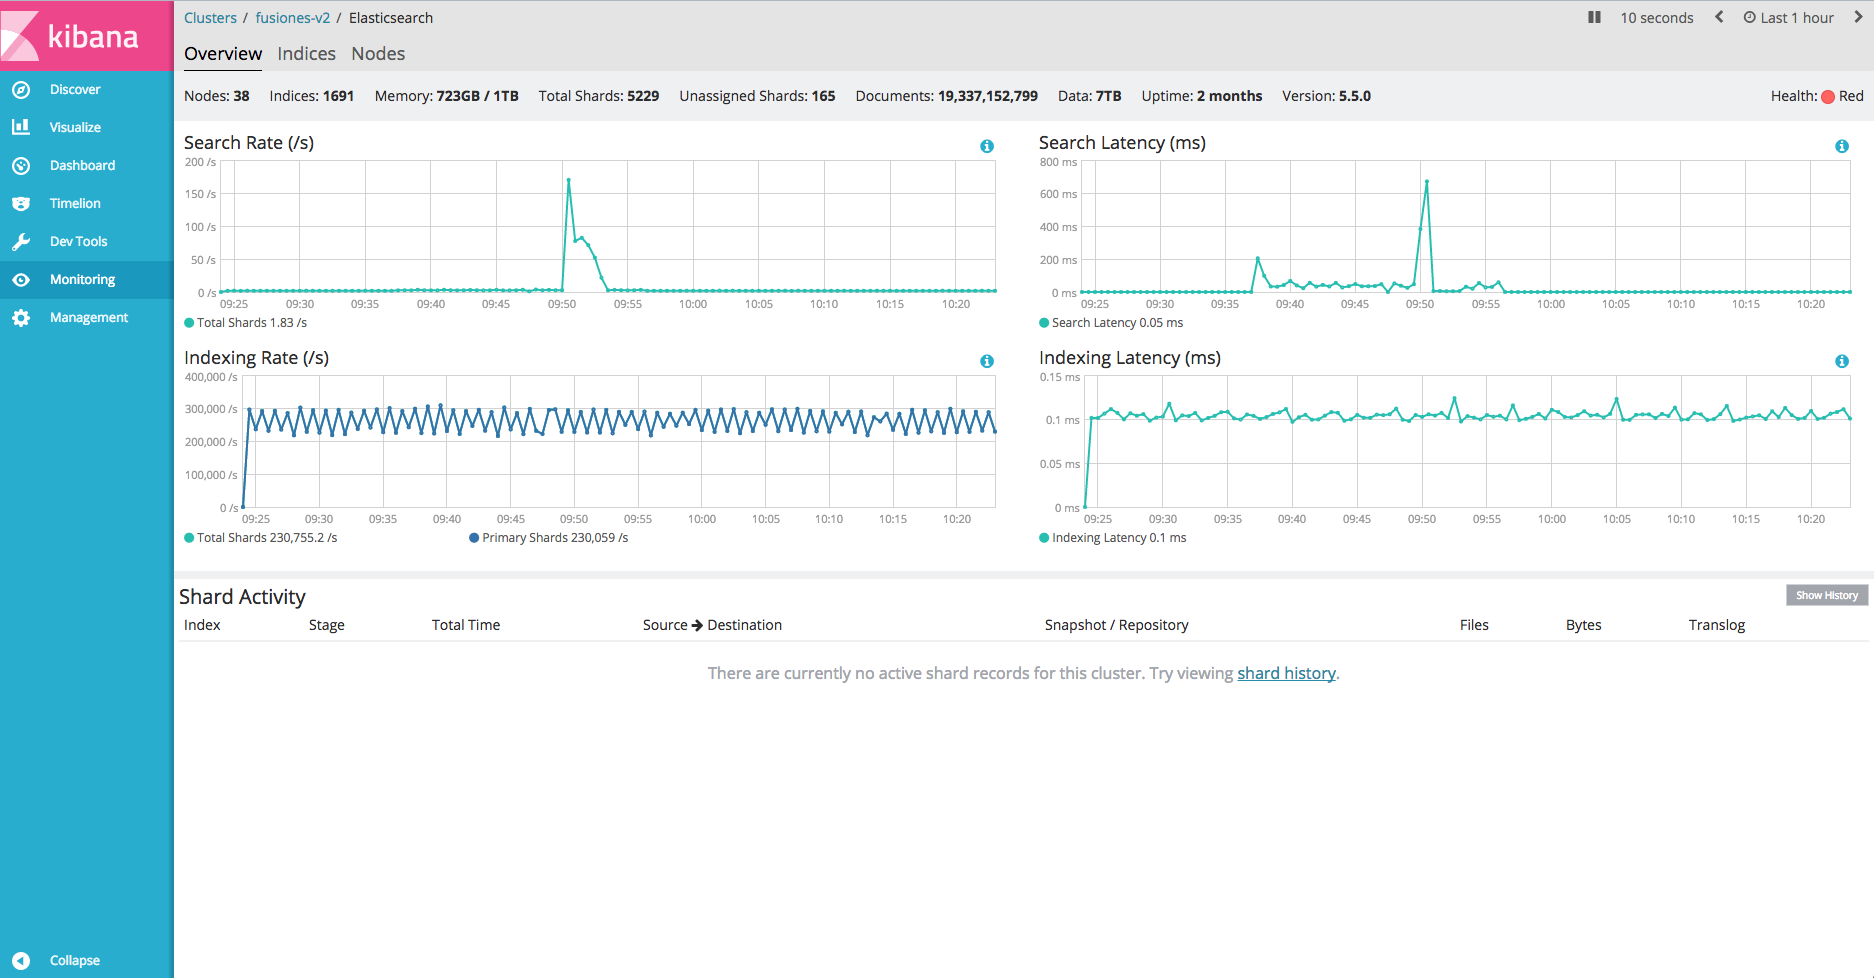 kibana
Discover
Visualize
Dashboard
Timelion
Dev Tools
Monitoring
Management
Collapse
Clusters / fusiones-v2 / Elasticsearch
10 seconds
Last 1 hour
Overview Indices Nodes
Nodes: 38 Indices: 1691 Memory: 723GB / 1TB Total Shards: 5229 Unassigned Shards: 165 Documents: 19,337,152,799 Data: 7TB Uptime: 2 months Version: 5.5.0 Health: Red
Search Rate (/s)
200 /s
150 /s
100 /s
50 /s
0 /s
09:25 09:30 09:35 09:40 09:45 09:50 09:55 10:00 10:05 10:10 10:15 10:20
Total Shards 1.83 /s
Search Latency (ms)
800 ms
600 ms
400 ms
200 ms
0 ms
09:25 09:30 09:35 09:40 09:45 09:50 09:55 10:00 10:05 10:10 10:15 10:20
Search Latency 0.05 ms
Indexing Rate (/s)
400,000 /s
300,000 /s
200,000 /s
100,000 /s
0 /s
09:25 09:30 09:35 09:40 09:45 09:50 09:55 10:00 10:05 10:10 10:15 10:20
Total Shards 230,755.2 /s Primary Shards 230,059 /s
Indexing Latency (ms)
0.15 ms
0.1 ms
0.05 ms
0 ms
09:25 09:30 09:35 09:40 09:45 09:50 09:55 10:00 10:05 10:10 10:15 10:20
Indexing Latency 0.1 ms
Shard Activity
Show History
Index Stage Total Time Source → Destination Snapshot / Repository Files Bytes Translog
There are currently no active shard records for this cluster. Try viewing shard history.